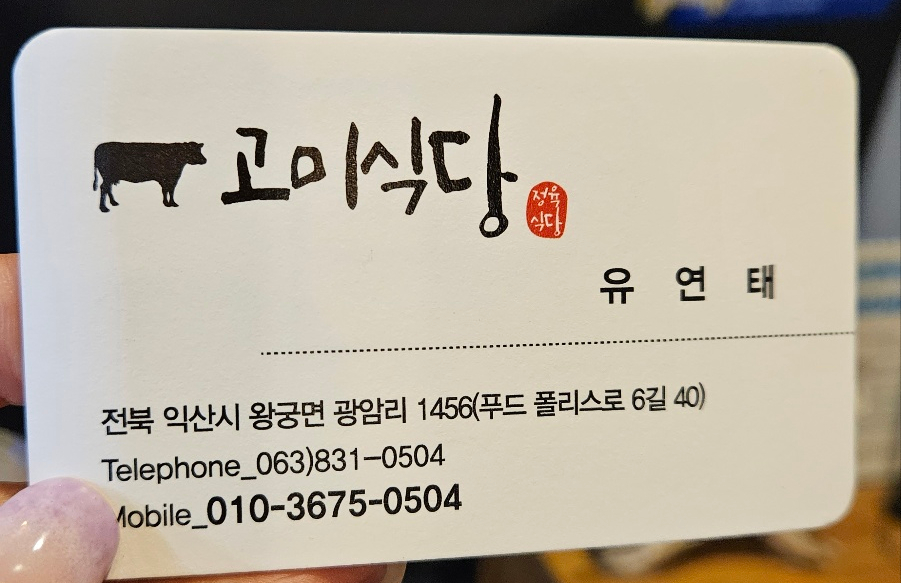 고미식당
정육
식당
유 연 태
전북 익산시 왕궁면 광암리 1456(푸드 폴리스로 6길 40)
Telephone_063)831-0504
Mobile_010-3675-0504